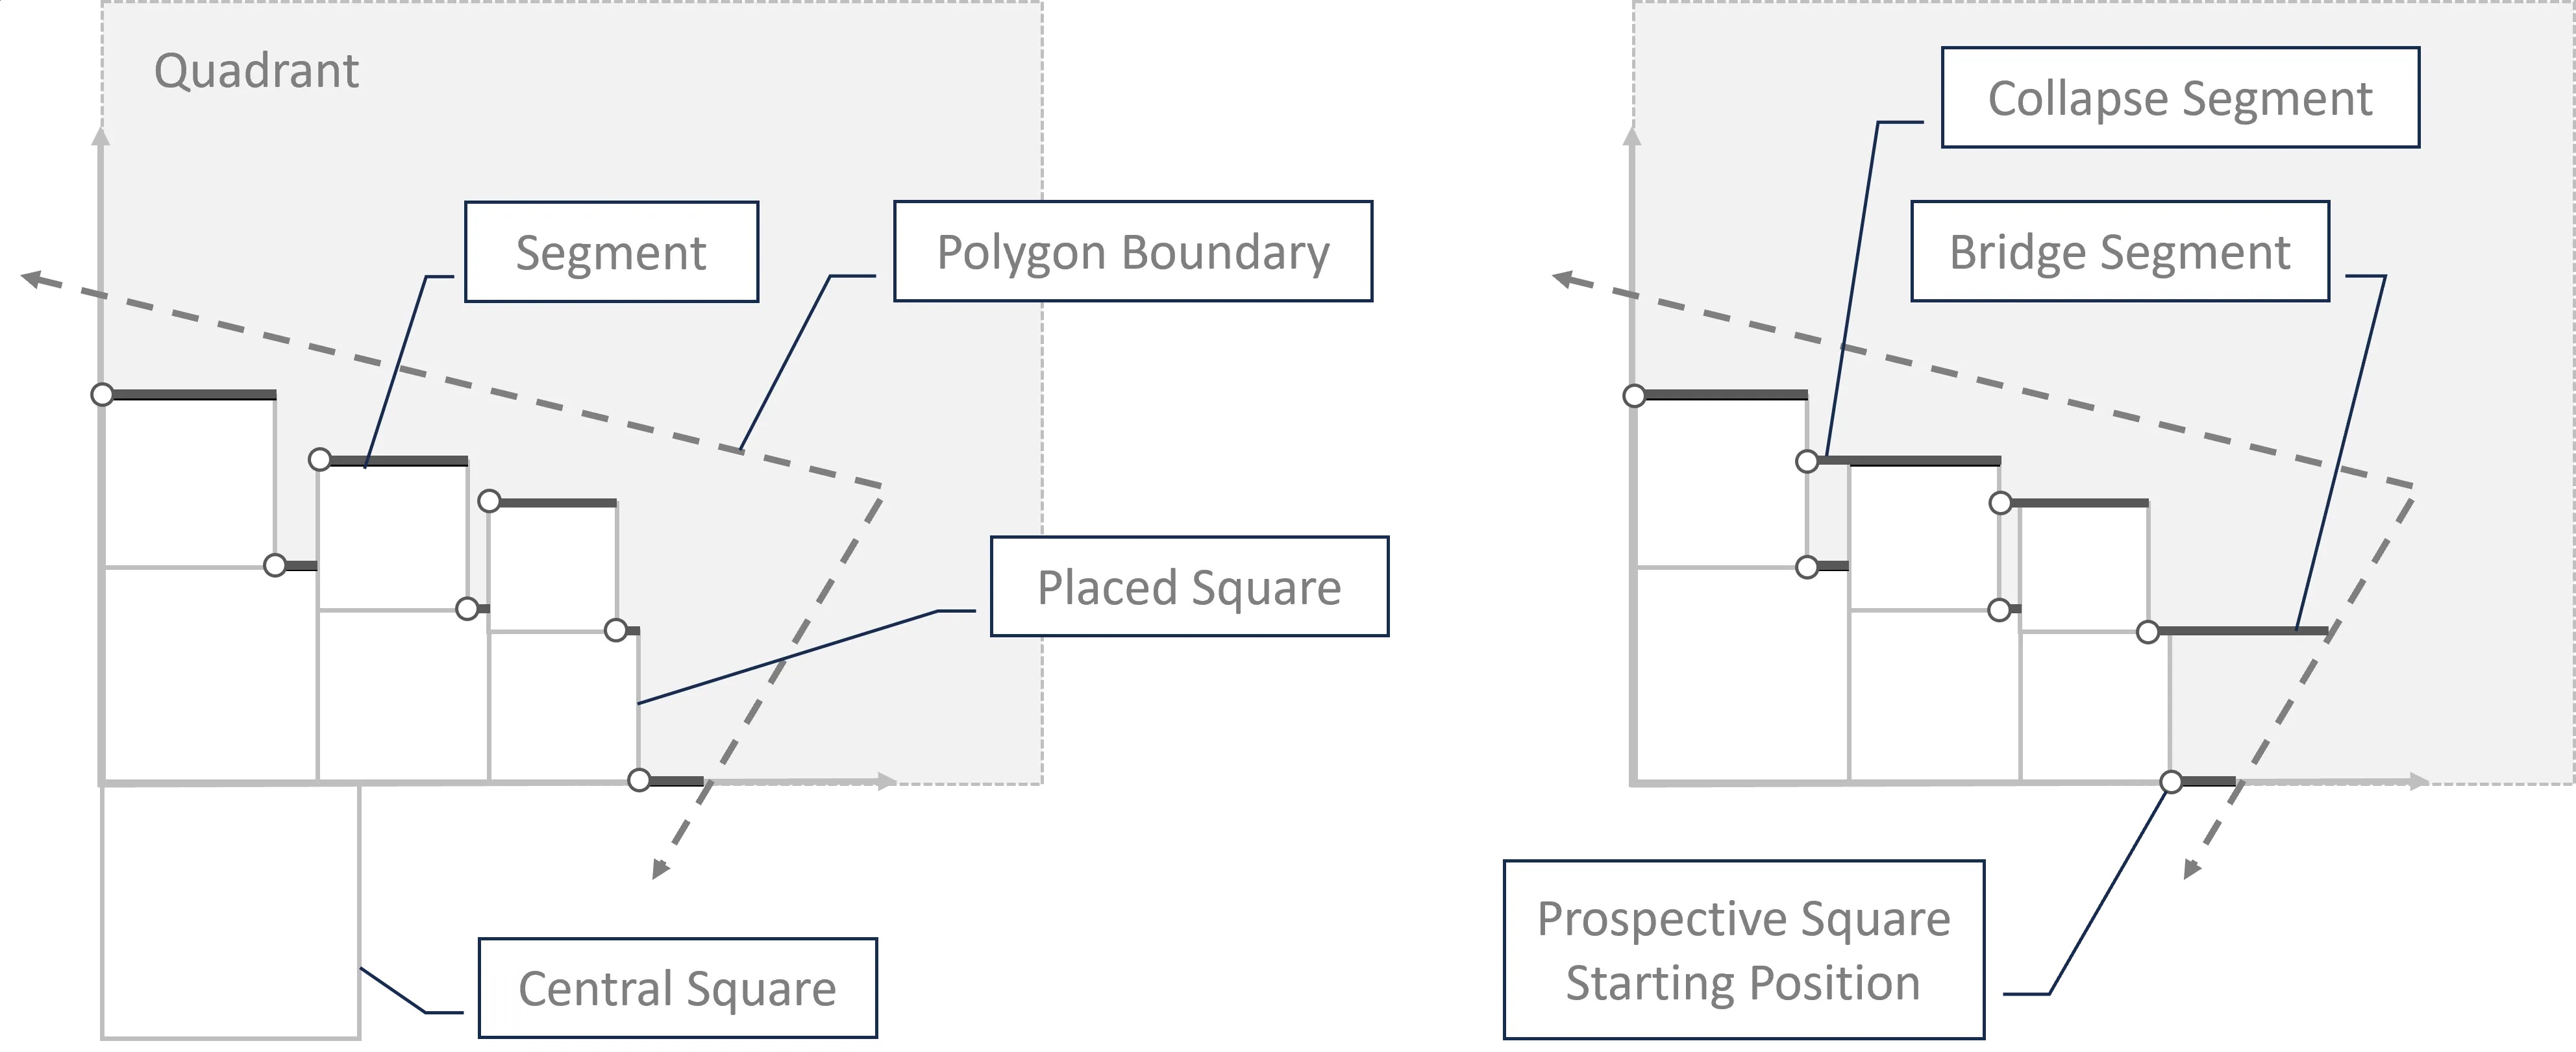 Quadrant
Segment
Polygon Boundary
Placed Square
Central Square
Collapse Segment
Bridge Segment
Prospective Square
Starting Position